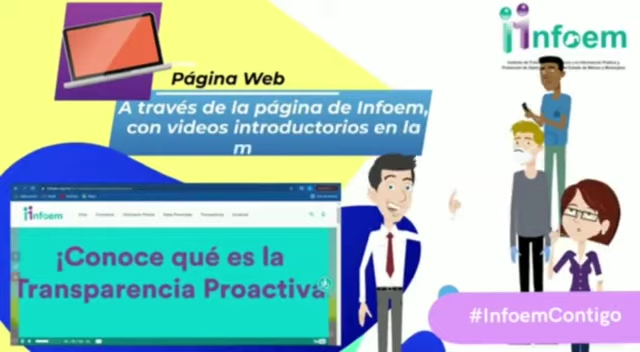 infoem
Página Web
A través de la página de Infoem,
con videos introductorios en la
m
infoem
¡Conoce qué es la
Transparencia Proactiva
#InfoemContigo